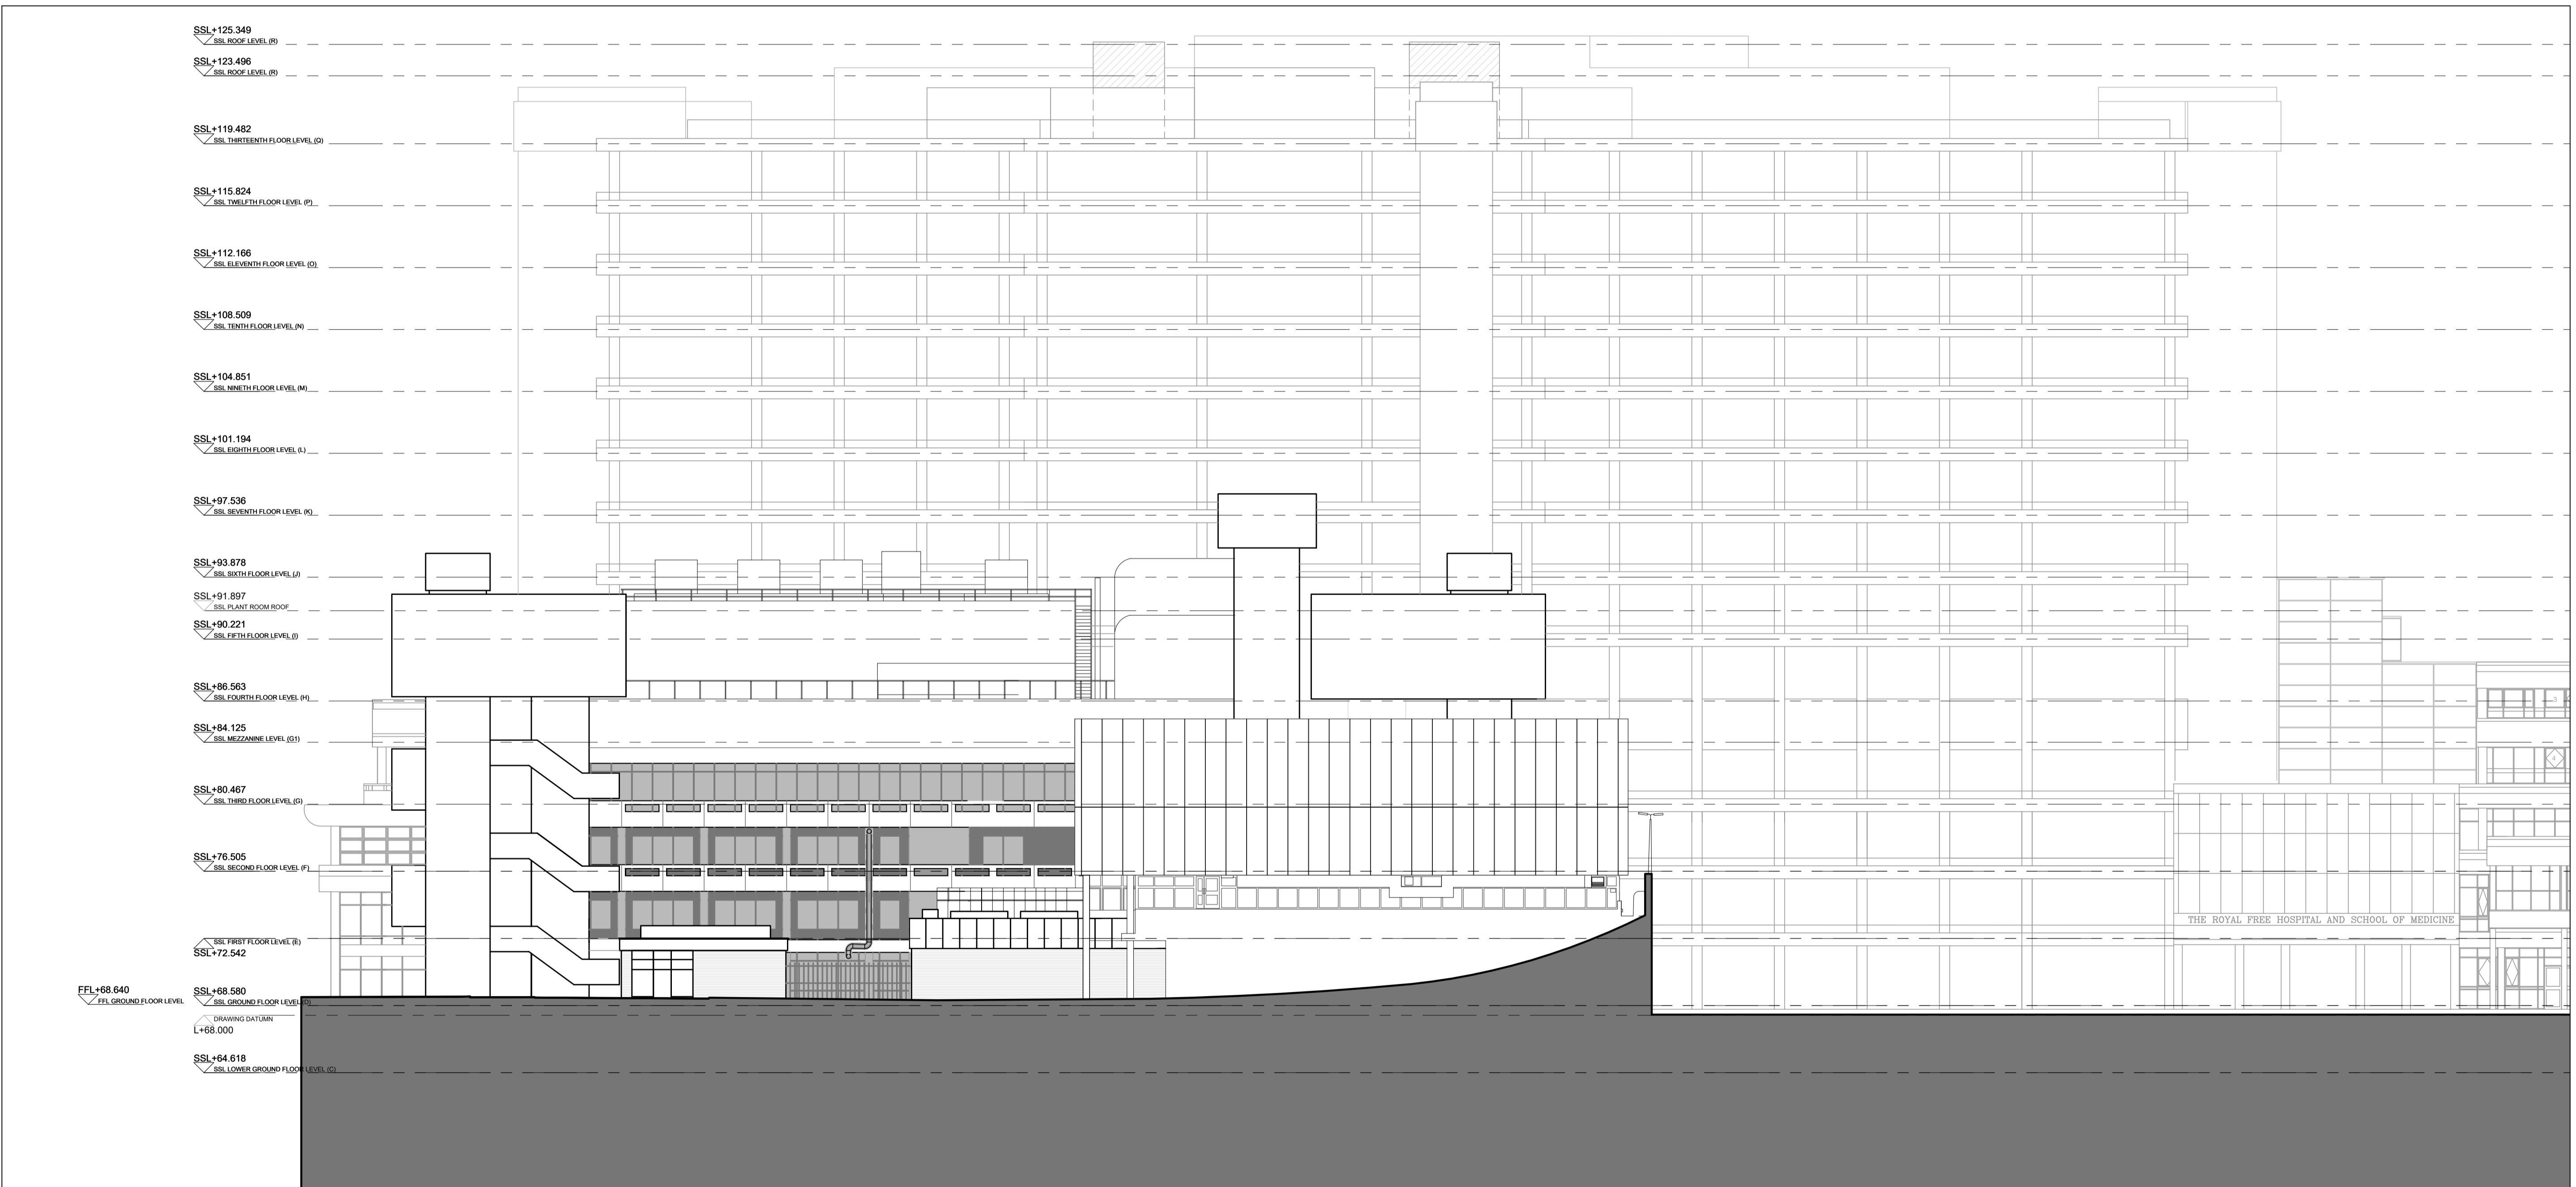 SSL+125.349
SSL ROOF LEVEL (R)
SSL+123.496
SSL ROOF LEVEL (R)
SSL+119.482
SSL THIRTEENTH FLOOR LEVEL (Q)
SSL+115.824
SSL TWELFTH FLOOR LEVEL (P)
SSL+112.166
SSL ELEVENTH FLOOR LEVEL (O)
SSL+108.509
SSL TENTH FLOOR LEVEL (N)
SSL+104.851
SSL NINETH FLOOR LEVEL (M)
SSL+101.194
SSL EIGHTH FLOOR LEVEL (L)
SSL+97.536
SSL SEVENTH FLOOR LEVEL (K)
SSL+93.878
SSL SIXTH FLOOR LEVEL (J)
SSL+91.897
SSL PLANT ROOM ROOF
SSL+90.221
SSL FIFTH FLOOR LEVEL (I)
SSL+86.563
SSL FOURTH FLOOR LEVEL (H)
3
SSL+84.125
SSL MEZZANINE LEVEL (G1)
4
SSL+80.467
SSL THIRD FLOOR LEVEL (G)
SSL+76.505
SSL SECOND FLOOR LEVEL (F)
THE ROYAL FREE HOSPITAL AND SCHOOL OF MEDICINE
SSL FIRST FLOOR LEVEL (E)
SSL+72.542
FFL+68.640
FFL GROUND FLOOR LEVEL
SSL+68.580
SSL GROUND FLOOR LEVEL(D)
DRAWING DATUMN
L+68.000
SSL+64.618
SSL LOWER GROUND FLOOR LEVEL (C)